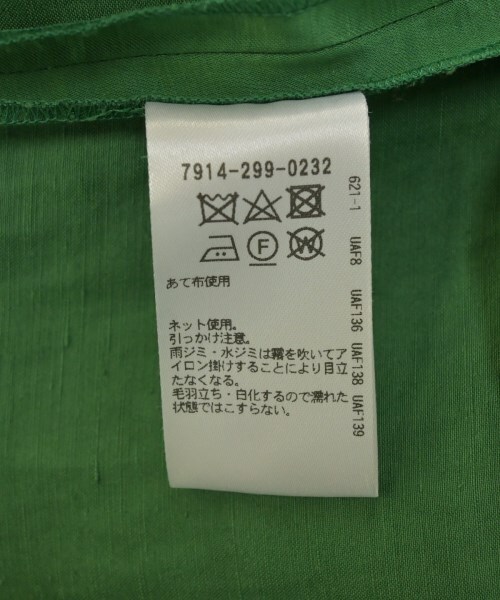 7914-299-0232
F W
あて布使用
ネット使用。
引っかけ注意。
雨ジミ・水ジミは霧を吹いてア
イロン掛けすることにより目立
たなくなる。
毛羽立ち・白化するので濡れた
状態ではこすらない。
621-1 UAF8 UAF136 UAF138 UAF139